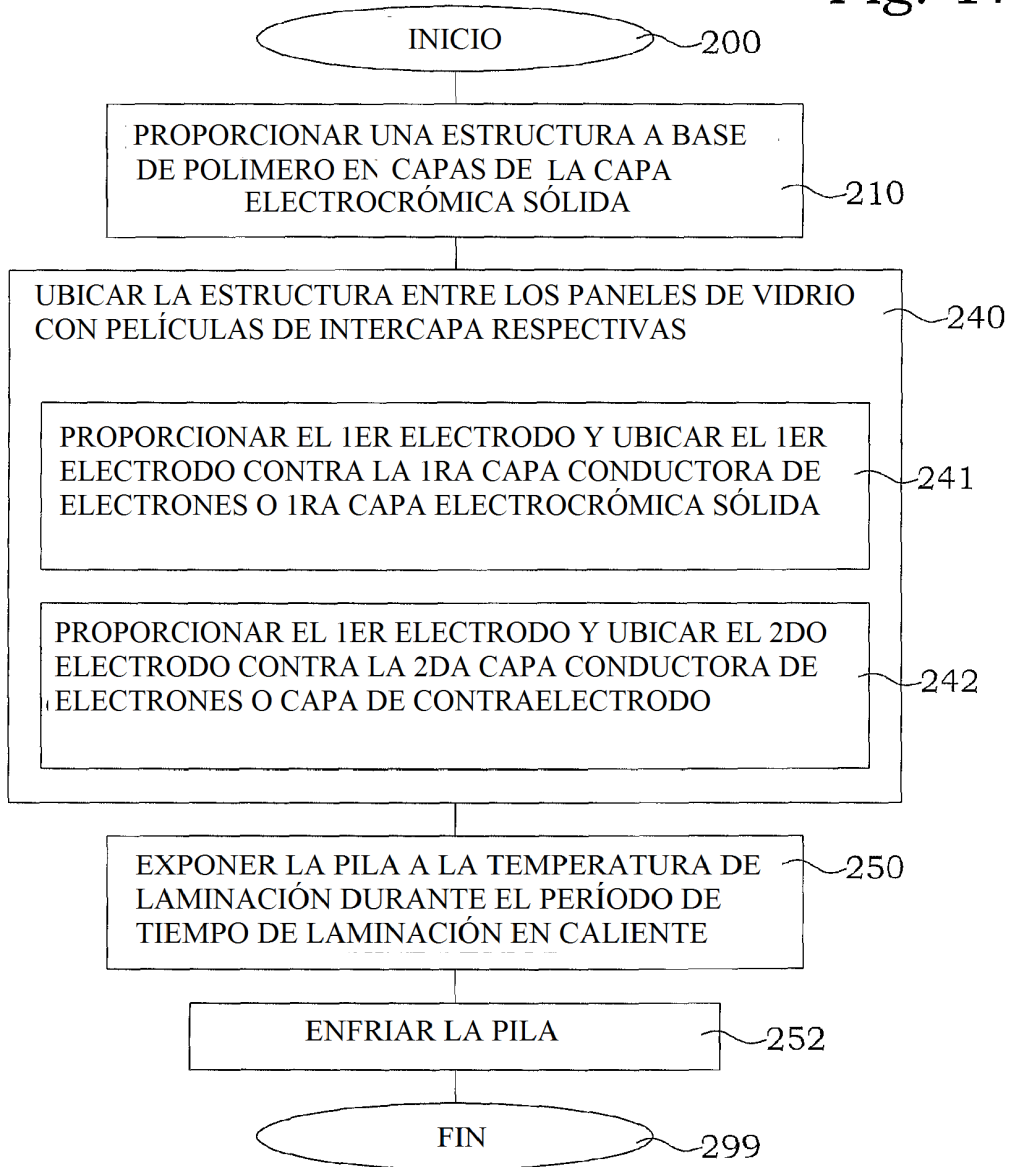 INICIO
200
PROPORCIONAR UNA ESTRUCTURA A BASE
DE POLIMERO EN CAPAS DE LA CAPA
ELECTROCRÓMICA SÓLIDA
210
UBICAR LA ESTRUCTURA ENTRE LOS PANELES DE VIDRIO
CON PELÍCULAS DE INTERCAPA RESPECTIVAS
240
PROPORCIONAR EL 1ER ELECTRODO Y UBICAR EL 1ER
ELECTRODO CONTRA LA 1RA CAPA CONDUCTORA DE
ELECTRONES O 1RA CAPA ELECTROCRÓMICA SÓLIDA
241
PROPORCIONAR EL 1ER ELECTRODO Y UBICAR EL 2DO
ELECTRODO CONTRA LA 2DA CAPA CONDUCTORA DE
ELECTRONES O CAPA DE CONTRAELECTRODO
242
EXPONER LA PILA A LA TEMPERATURA DE
LAMINACIÓN DURANTE EL PERÍODO DE
TIEMPO DE LAMINACIÓN EN CALIENTE
250
ENFRIAR LA PILA
252
FIN
299